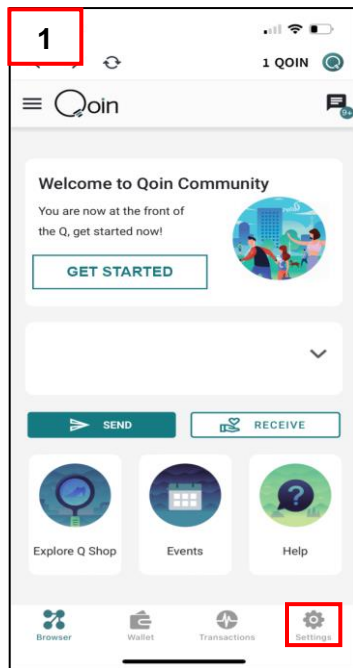 1
1 QOIN
Qoin
9+
Welcome to Qoin Community
You are now at the front of
the Q, get started now!
GET STARTED
SEND
RECEIVE
Explore Q Shop
Events
Help
Browser
Wallet
Transactions
Settings